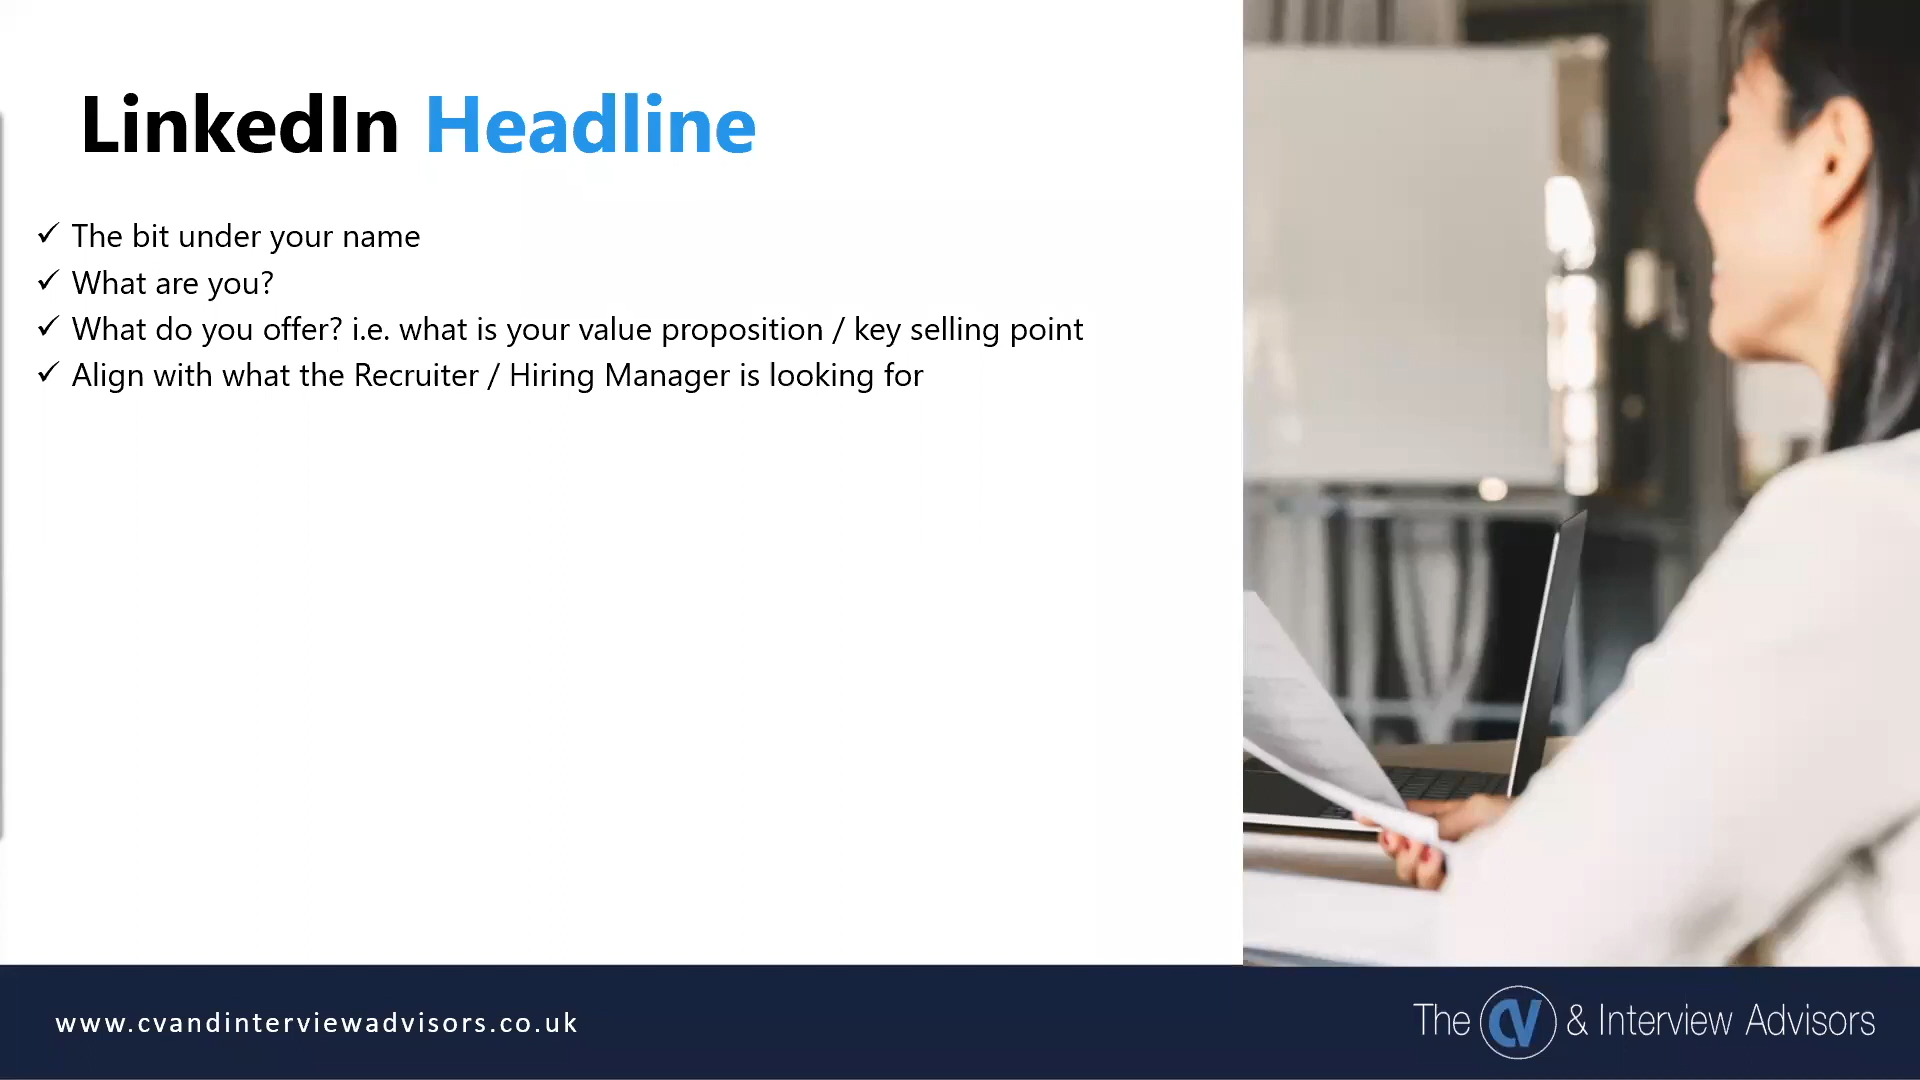 LinkedIn Headline
✓ The bit under your name
✓ What are you?
✓ What do you offer? i.e. what is your value proposition / key selling point
✓ Align with what the Recruiter / Hiring Manager is looking for
www.cvandinterviewadvisors.co.uk
The CV & Interview Advisors